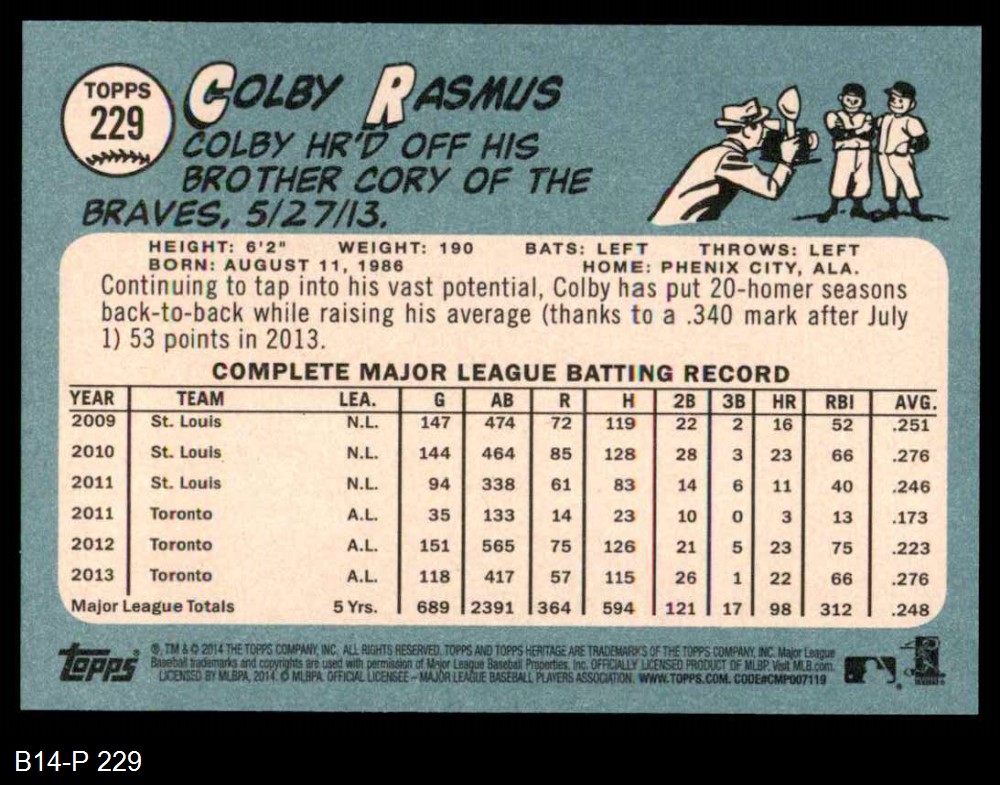 TOPPS
229
COLBY RASMUS
COLBY HR'D OFF HIS
BROTHER CORY OF THE
BRAVES, 5/27/13.
HEIGHT: 6'2" WEIGHT: 190 BATS: LEFT THROWS: LEFT
BORN: AUGUST 11, 1986 HOME: PHENIX CITY, ALA.
Continuing to tap into his vast potential, Colby has put 20-homer seasons
back-to-back while raising his average (thanks to a .340 mark after July
1) 53 points in 2013.
COMPLETE MAJOR LEAGUE BATTING RECORD
YEAR TEAM LEA. G AB R H 2B 3B HR RBI AVG.
2009 St. Louis N.L. 147 474 72 119 22 2 16 52 .251
2010 St. Louis N.L. 144 464 85 128 28 3 23 66 .276
2011 St. Louis N.L. 94 338 61 83 14 6 11 40 .246
2011 Toronto A.L. 35 133 14 23 10 0 3 13 .173
2012 Toronto A.L. 151 565 75 126 21 5 23 75 .223
2013 Toronto A.L. 118 417 57 115 26 1 22 66 .276
Major League Totals 5 Yrs. 689 2391 364 594 121 17 98 312 .248
Topps
®, TM & © 2014 THE TOPPS COMPANY, INC. ALL RIGHTS RESERVED. TOPPS AND TOPPS HERITAGE ARE TRADEMARKS OF THE TOPPS COMPANY, INC. Major League
Baseball trademarks and copyrights are used with permission of Major League Baseball Properties, Inc. OFFICIALLY LICENSED PRODUCT OF MLBP. Visit MLB.com.
LICENSED BY MLBPA, 2014. © MLBPA. OFFICIAL LICENSEE – MAJOR LEAGUE BASEBALL PLAYERS ASSOCIATION. WWW.TOPPS.COM. CODE#CMP007119
B14-P 229